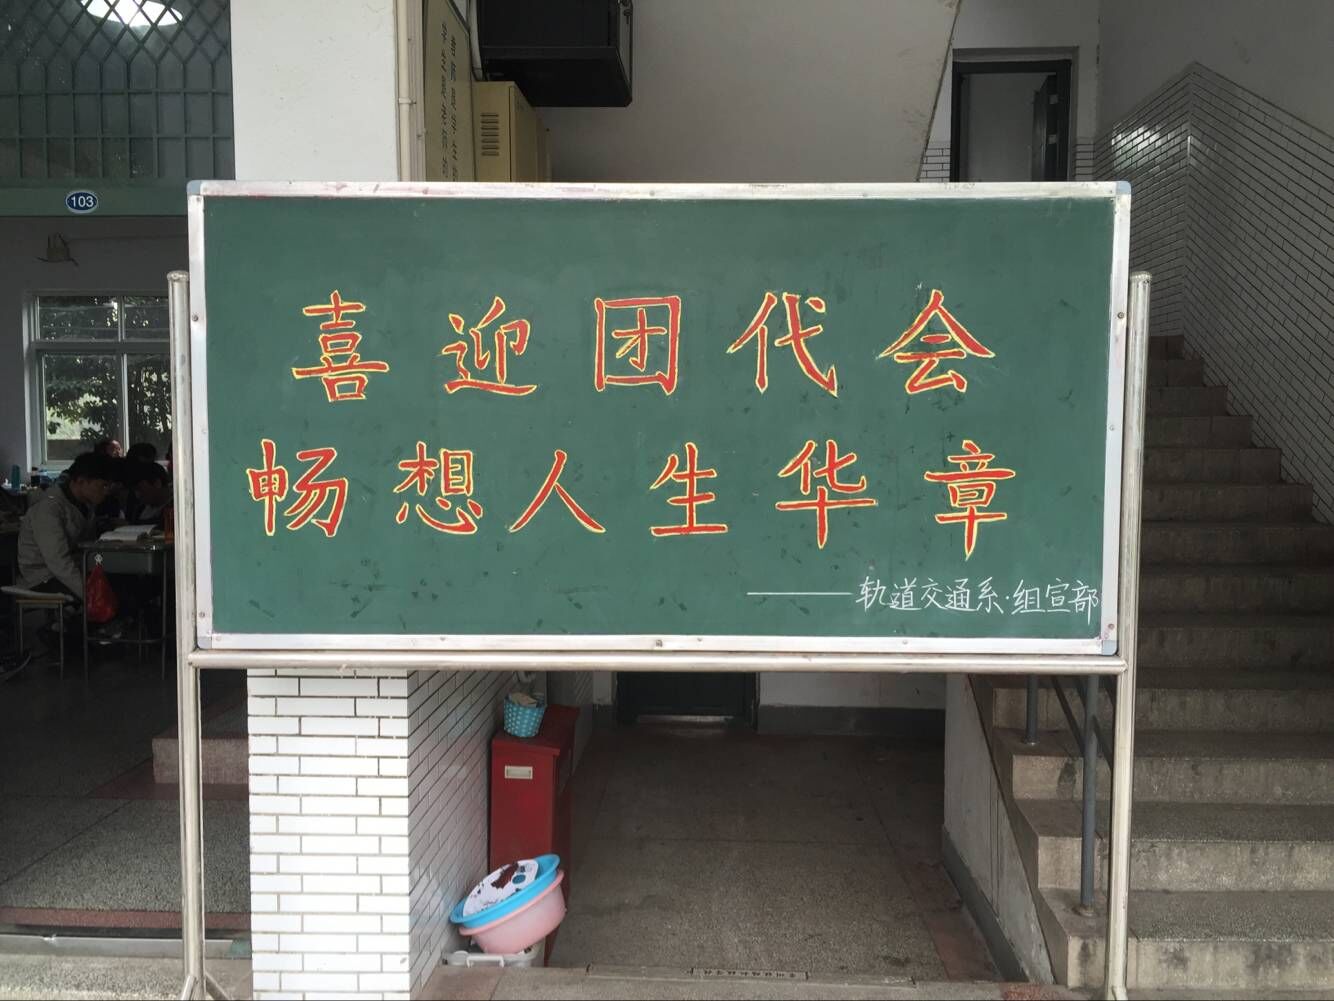 103
喜迎团代会
畅想人生华章
——轨道交通系·组宣部